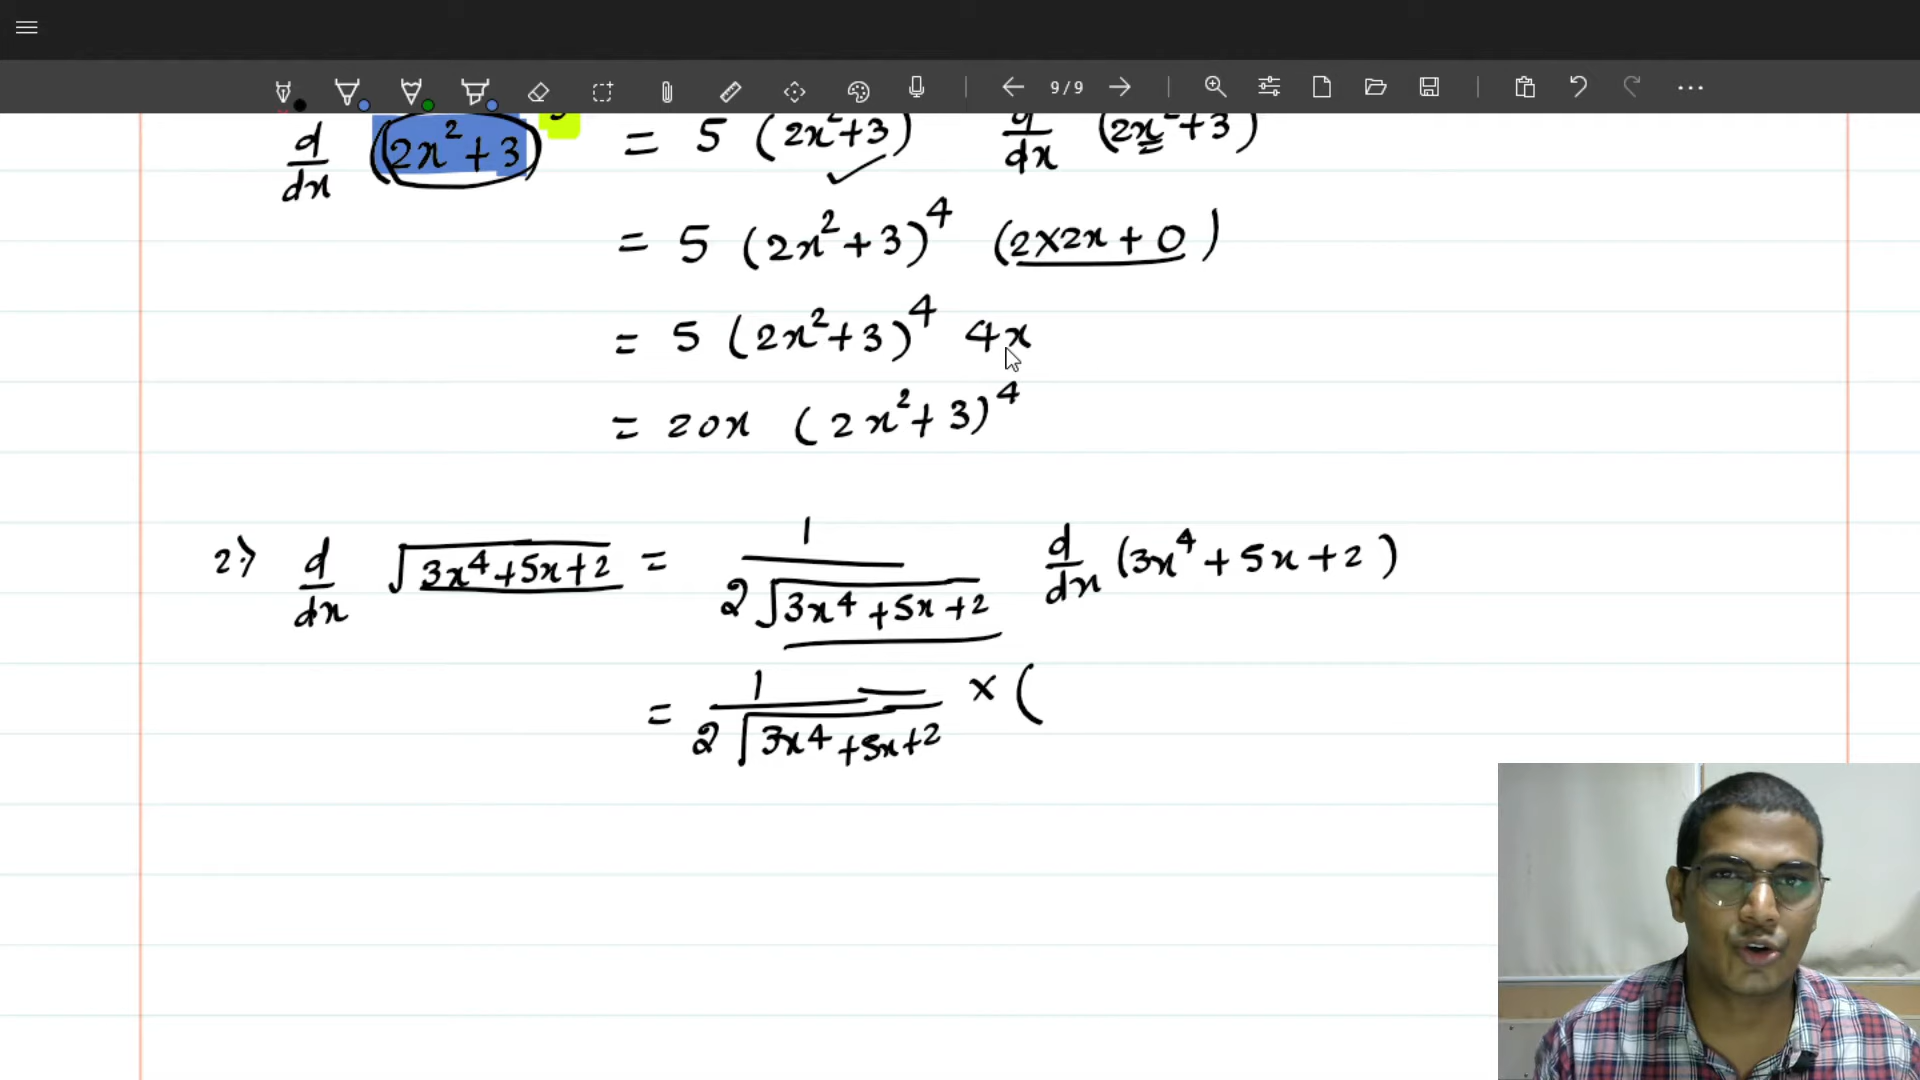 9/9
d/dx (2x²+3) = 5 (2x²+3) d/dx (2x²+3)
= 5 (2x²+3)⁴ (2×2x + 0)
= 5 (2x²+3)⁴ 4x
= 20x (2x²+3)⁴
2) d/dx √(3x⁴+5x+2) = 1/(2√(3x⁴+5x+2)) d/dx (3x⁴+5x+2)
= 1/(2√(3x⁴+5x+2)) × (